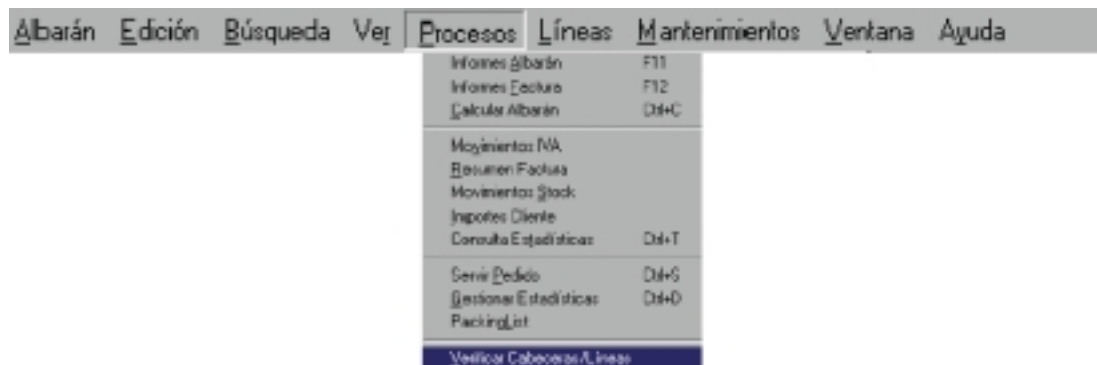 Albarán Edición Búsqueda Ver Procesos Líneas Mantenimientos Ventana Ayuda
Informes Albarán F11
Informes Factura F12
Calcular Albarán Ctrl+C
Movimientos IVA
Resumen Factura
Movimientos Stock
Importes Cliente
Consulta Estadísticas Ctrl+T
Servir Pedido Ctrl+S
Gestionar Estadísticas Ctrl+D
PackingList
Verificar Cabeceras/Líneas